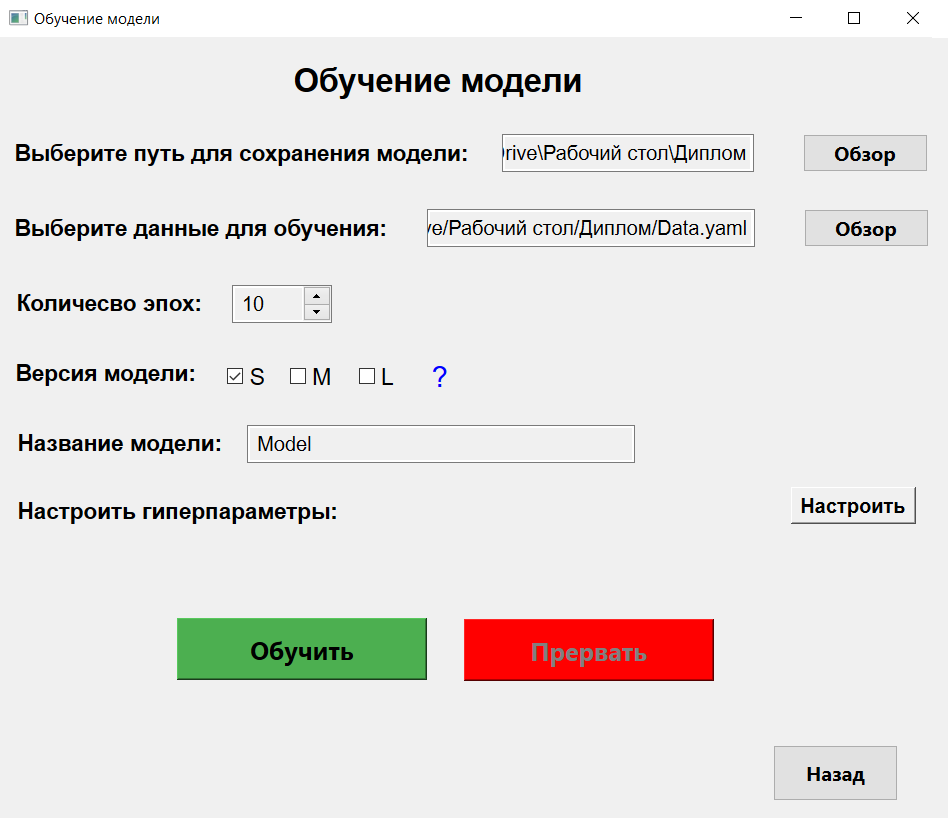 Обучение модели
Обучение модели
Выберите путь для сохранения модели: rive\Рабочий стол\Диплом Обзор
Выберите данные для обучения: ve/Рабочий стол/Диплом/Data.yaml Обзор
Количесво эпох: 10
Версия модели: S M L ?
Название модели: Model
Настроить гиперпараметры: Настроить
Обучить Прервать
Назад